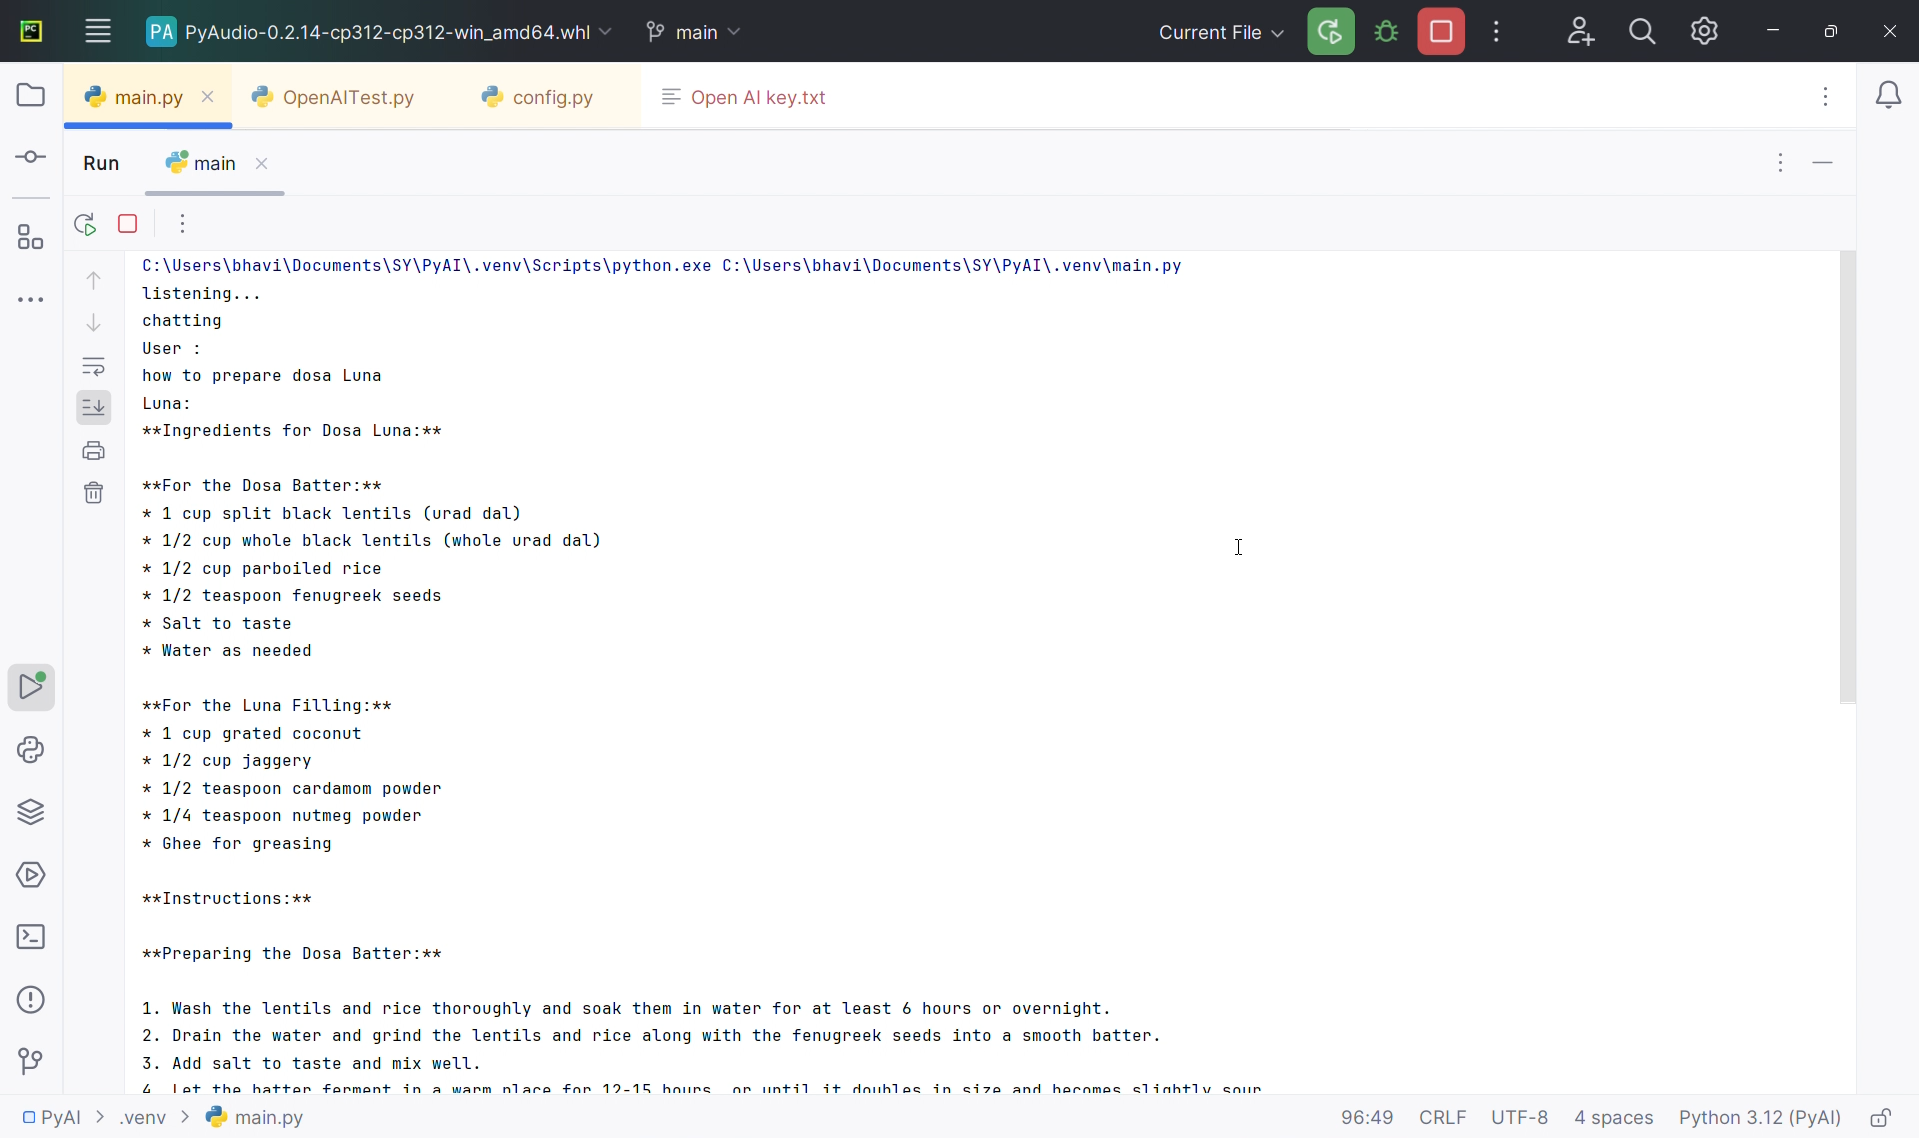 PC PA PyAudio-0.2.14-cp312-cp312-win_amd64.whl main Current File
main.py OpenAITest.py config.py Open AI key.txt
Run main
C:\Users\bhavi\Documents\SY\PyAI\.venv\Scripts\python.exe C:\Users\bhavi\Documents\SY\PyAI\.venv\main.py
listening...
chatting
User :
how to prepare dosa Luna
Luna:
**Ingredients for Dosa Luna:**
**For the Dosa Batter:**
* 1 cup split black lentils (urad dal)
* 1/2 cup whole black lentils (whole urad dal)
* 1/2 cup parboiled rice
* 1/2 teaspoon fenugreek seeds
* Salt to taste
* Water as needed
**For the Luna Filling:**
* 1 cup grated coconut
* 1/2 cup jaggery
* 1/2 teaspoon cardamom powder
* 1/4 teaspoon nutmeg powder
* Ghee for greasing
**Instructions:**
**Preparing the Dosa Batter:**
1. Wash the lentils and rice thoroughly and soak them in water for at least 6 hours or overnight.
2. Drain the water and grind the lentils and rice along with the fenugreek seeds into a smooth batter.
3. Add salt to taste and mix well.
4. Let the batter ferment in a warm place for 12-15 hours, or until it doubles in size and becomes slightly sour
PyAI > .venv > main.py 96:49 CRLF UTF-8 4 spaces Python 3.12 (PyAI)